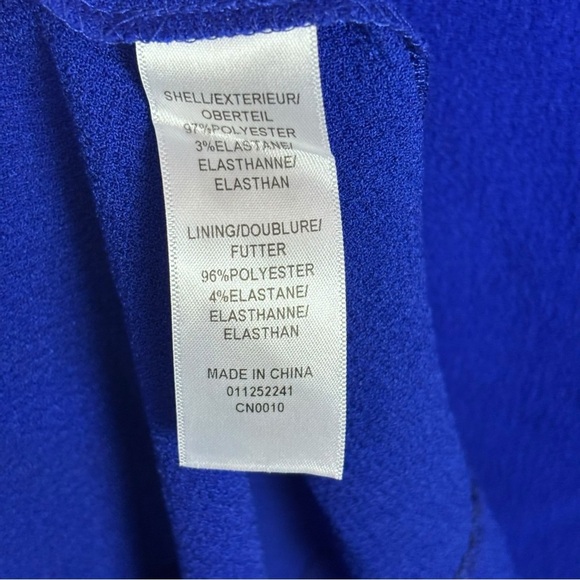 SHELL/EXTERIEUR/
OBERTEIL
97%POLYESTER
3%ELASTANE/
ELASTHANNE/
ELASTHAN
LINING/DOUBLURE/
FUTTER
96%POLYESTER
4%ELASTANE/
ELASTHANNE/
ELASTHAN
MADE IN CHINA
011252241
CN0010